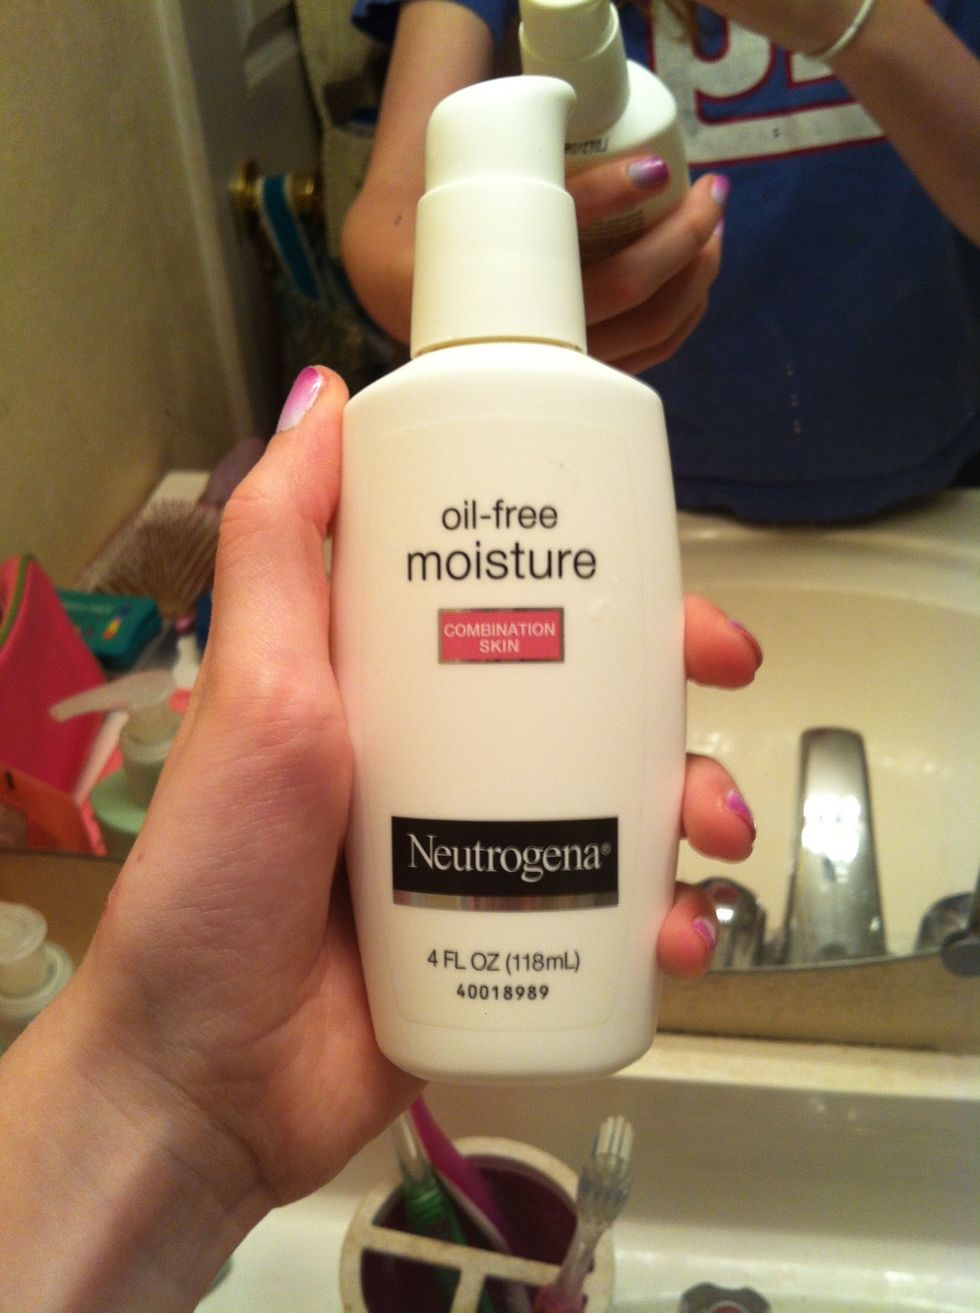 oil-free
moisture
COMBINATION
SKIN
Neutrogena®
4 FL OZ (118mL)
40018989